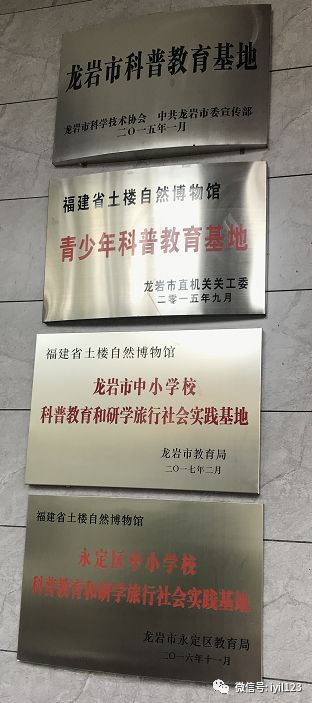 龙岩市科普教育基地
龙岩市科学技术协会 中共龙岩市委宣传部
二〇一五年一月
福建省土楼自然博物馆
青少年科普教育基地
龙岩市直机关关工委
二零一五年九月
福建省土楼自然博物馆
龙岩市中小学校
科普教育和研学旅行社会实践基地
龙岩市教育局
二〇一七年二月
福建省土楼自然博物馆
永定区中小学校
科普教育和研学旅行社会实践基地
龙岩市永定区教育局
二〇一六年十一月
微信号: iyjl123